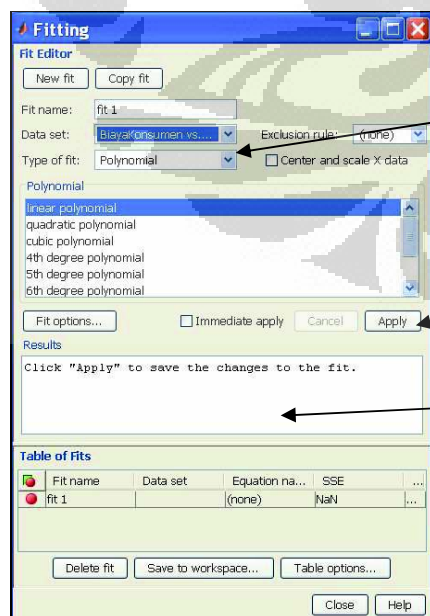 Fitting
Fit Editor
New fit Copy fit
Fit name: fit 1
Data set: BiayaKonsumen vs.... Exclusion rule: (none)
Type of fit: Polynomial Center and scale X data
Polynomial
linear polynomial
quadratic polynomial
cubic polynomial
4th degree polynomial
5th degree polynomial
6th degree polynomial
Fit options... Immediate apply Cancel Apply
Results
Click "Apply" to save the changes to the fit.
Table of Fits
Fit name Data set Equation na... SSE ...
fit 1 (none) NaN ...
Delete fit Save to workspace... Table options...
Close Help